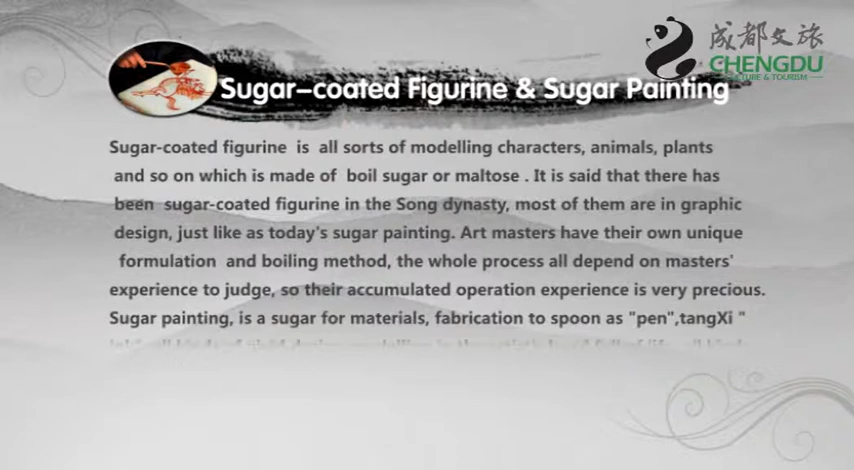 成都文旅
CHENGDU
CULTURE & TOURISM
Sugar-coated Figurine & Sugar Painting
Sugar-coated figurine is all sorts of modelling characters, animals, plants
and so on which is made of boil sugar or maltose . It is said that there has
been sugar-coated figurine in the Song dynasty, most of them are in graphic
design, just like as today's sugar painting. Art masters have their own unique
formulation and boiling method, the whole process all depend on masters'
experience to judge, so their accumulated operation experience is very precious.
Sugar painting, is a sugar for materials, fabrication to spoon as "pen",tangXi "